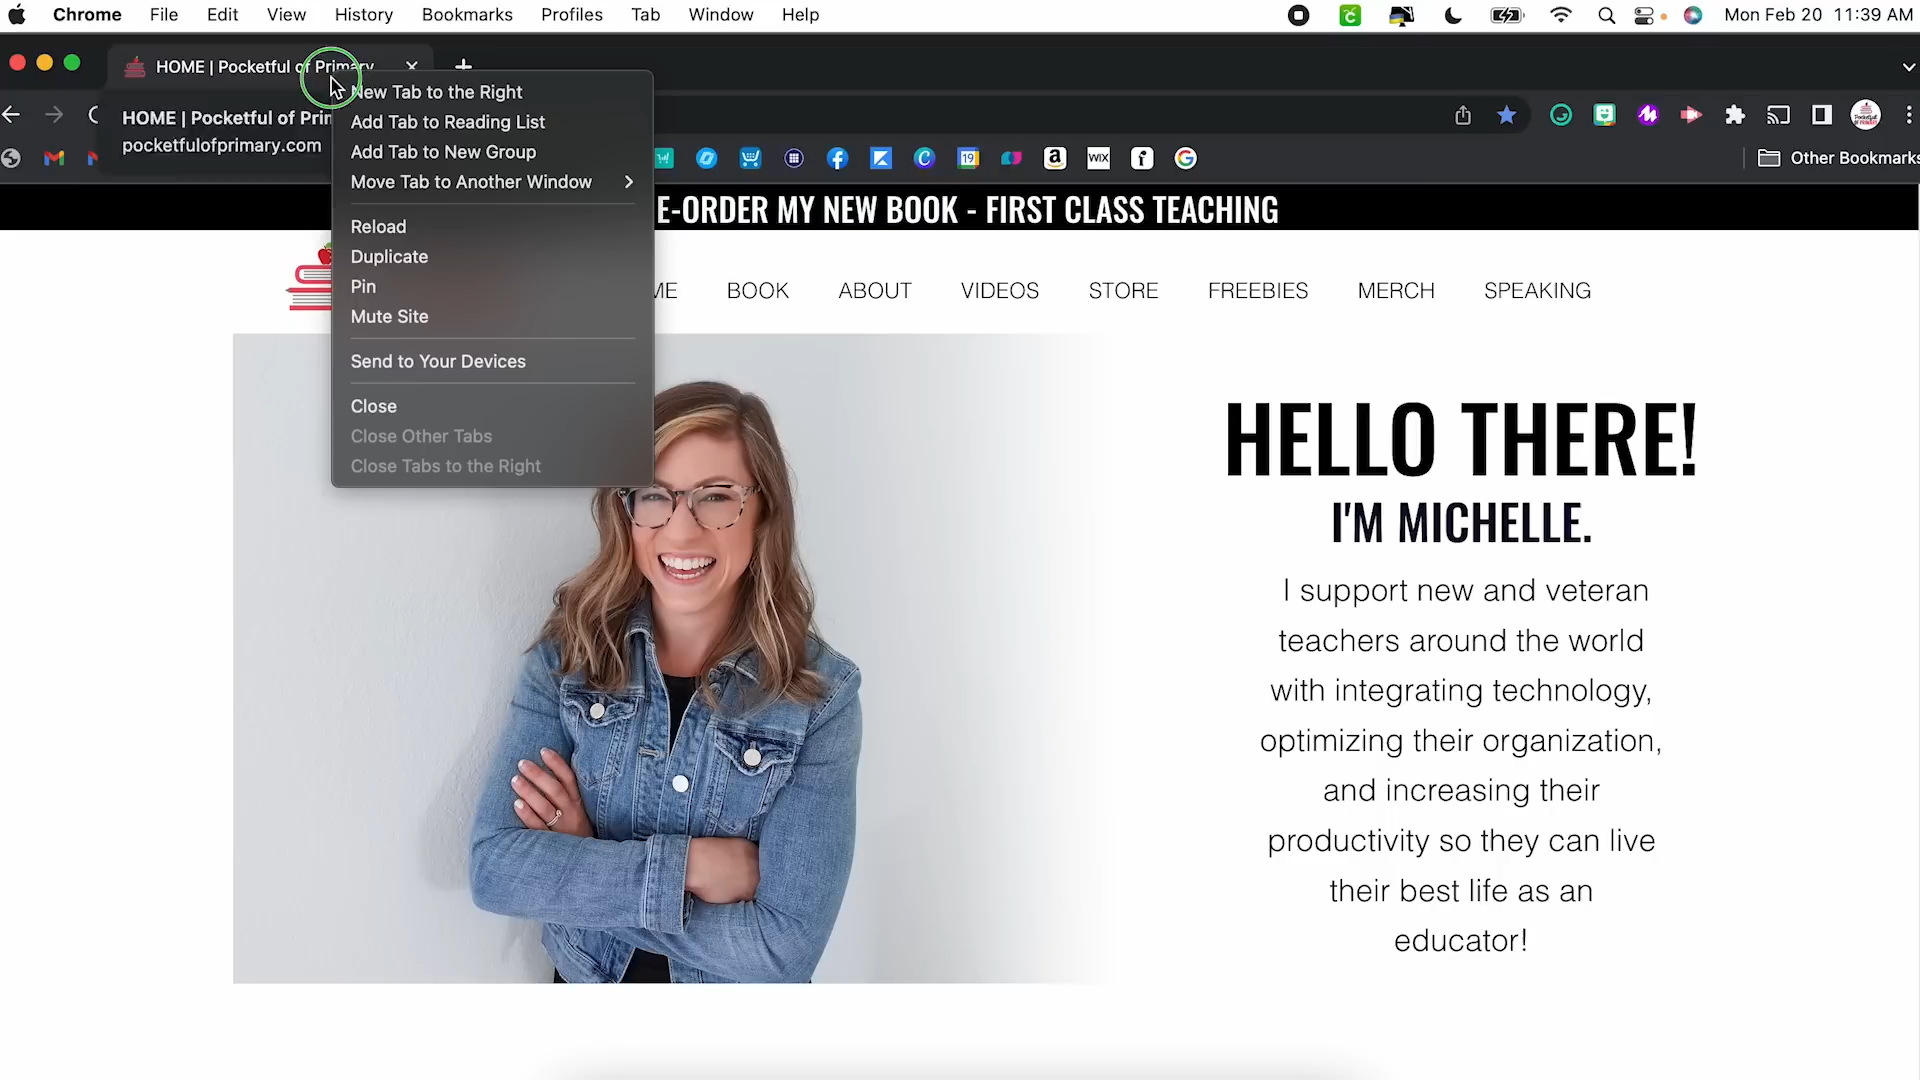 Chrome File Edit View History Bookmarks Profiles Tab Window Help Mon Feb 20 11:39 AM
HOME | Pocketful of Primary
HOME | Pocketful of Prim
pocketfulofprimary.com
New Tab to the Right
Add Tab to Reading List
Add Tab to New Group
Move Tab to Another Window
Reload
Duplicate
Pin
Mute Site
Send to Your Devices
Close
Close Other Tabs
Close Tabs to the Right
19
WIX
Other Bookmarks
E-ORDER MY NEW BOOK - FIRST CLASS TEACHING
ME BOOK ABOUT VIDEOS STORE FREEBIES MERCH SPEAKING
HELLO THERE!
I'M MICHELLE.
I support new and veteran
teachers around the world
with integrating technology,
optimizing their organization,
and increasing their
productivity so they can live
their best life as an
educator!